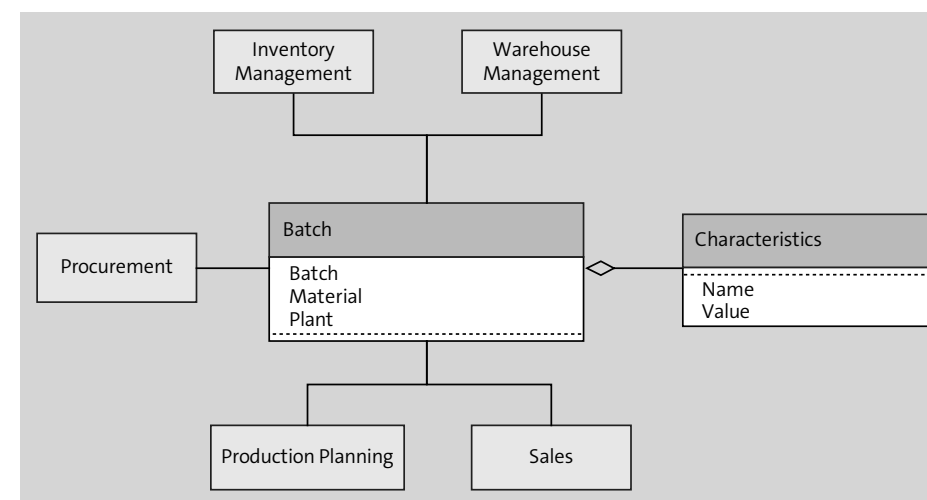 Inventory
Management
Warehouse
Management
Batch
Characteristics
Procurement
Batch
Material
Plant
Name
Value
Production Planning
Sales